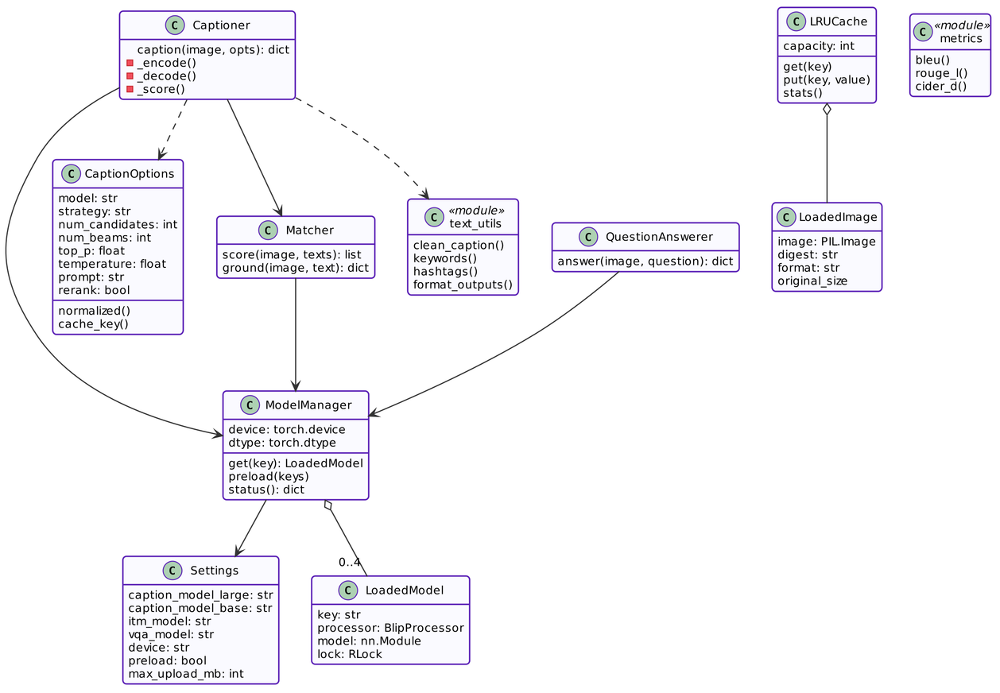 C Captioner
caption(image, opts): dict
_encode()
_decode()
_score()
C LRUCache
capacity: int
get(key)
put(key, value)
stats()
C «module»
metrics
bleu()
rouge_l()
cider_d()
C CaptionOptions
model: str
strategy: str
num_candidates: int
num_beams: int
top_p: float
temperature: float
prompt: str
rerank: bool
normalized()
cache_key()
C Matcher
score(image, texts): list
ground(image, text): dict
C «module»
text_utils
clean_caption()
keywords()
hashtags()
format_outputs()
C QuestionAnswerer
answer(image, question): dict
C LoadedImage
image: PIL.Image
digest: str
format: str
original_size
C ModelManager
device: torch.device
dtype: torch.dtype
get(key): LoadedModel
preload(keys)
status(): dict
0..4
C Settings
caption_model_large: str
caption_model_base: str
itm_model: str
vqa_model: str
device: str
preload: bool
max_upload_mb: int
C LoadedModel
key: str
processor: BlipProcessor
model: nn.Module
lock: RLock